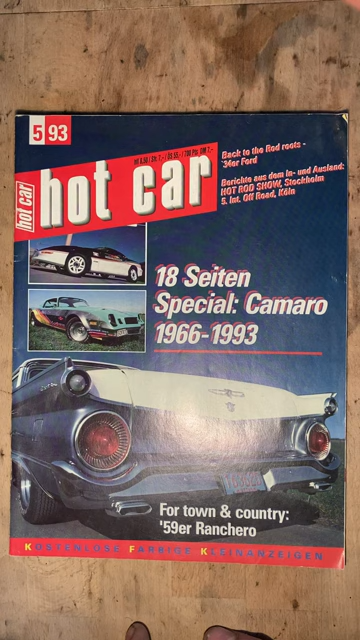 5 93
hot car
hot car
Back to the Rod roots -
'34er Ford
Berichte aus dem In- und Ausland:
HOT ROD SHOW, Stockholm
5. Int. Off Road, Köln
18 Seiten
Special: Camaro
1966-1993
For town & country:
'59er Ranchero
KOSTENLOSE FARBIGE KLEINANZEIGEN